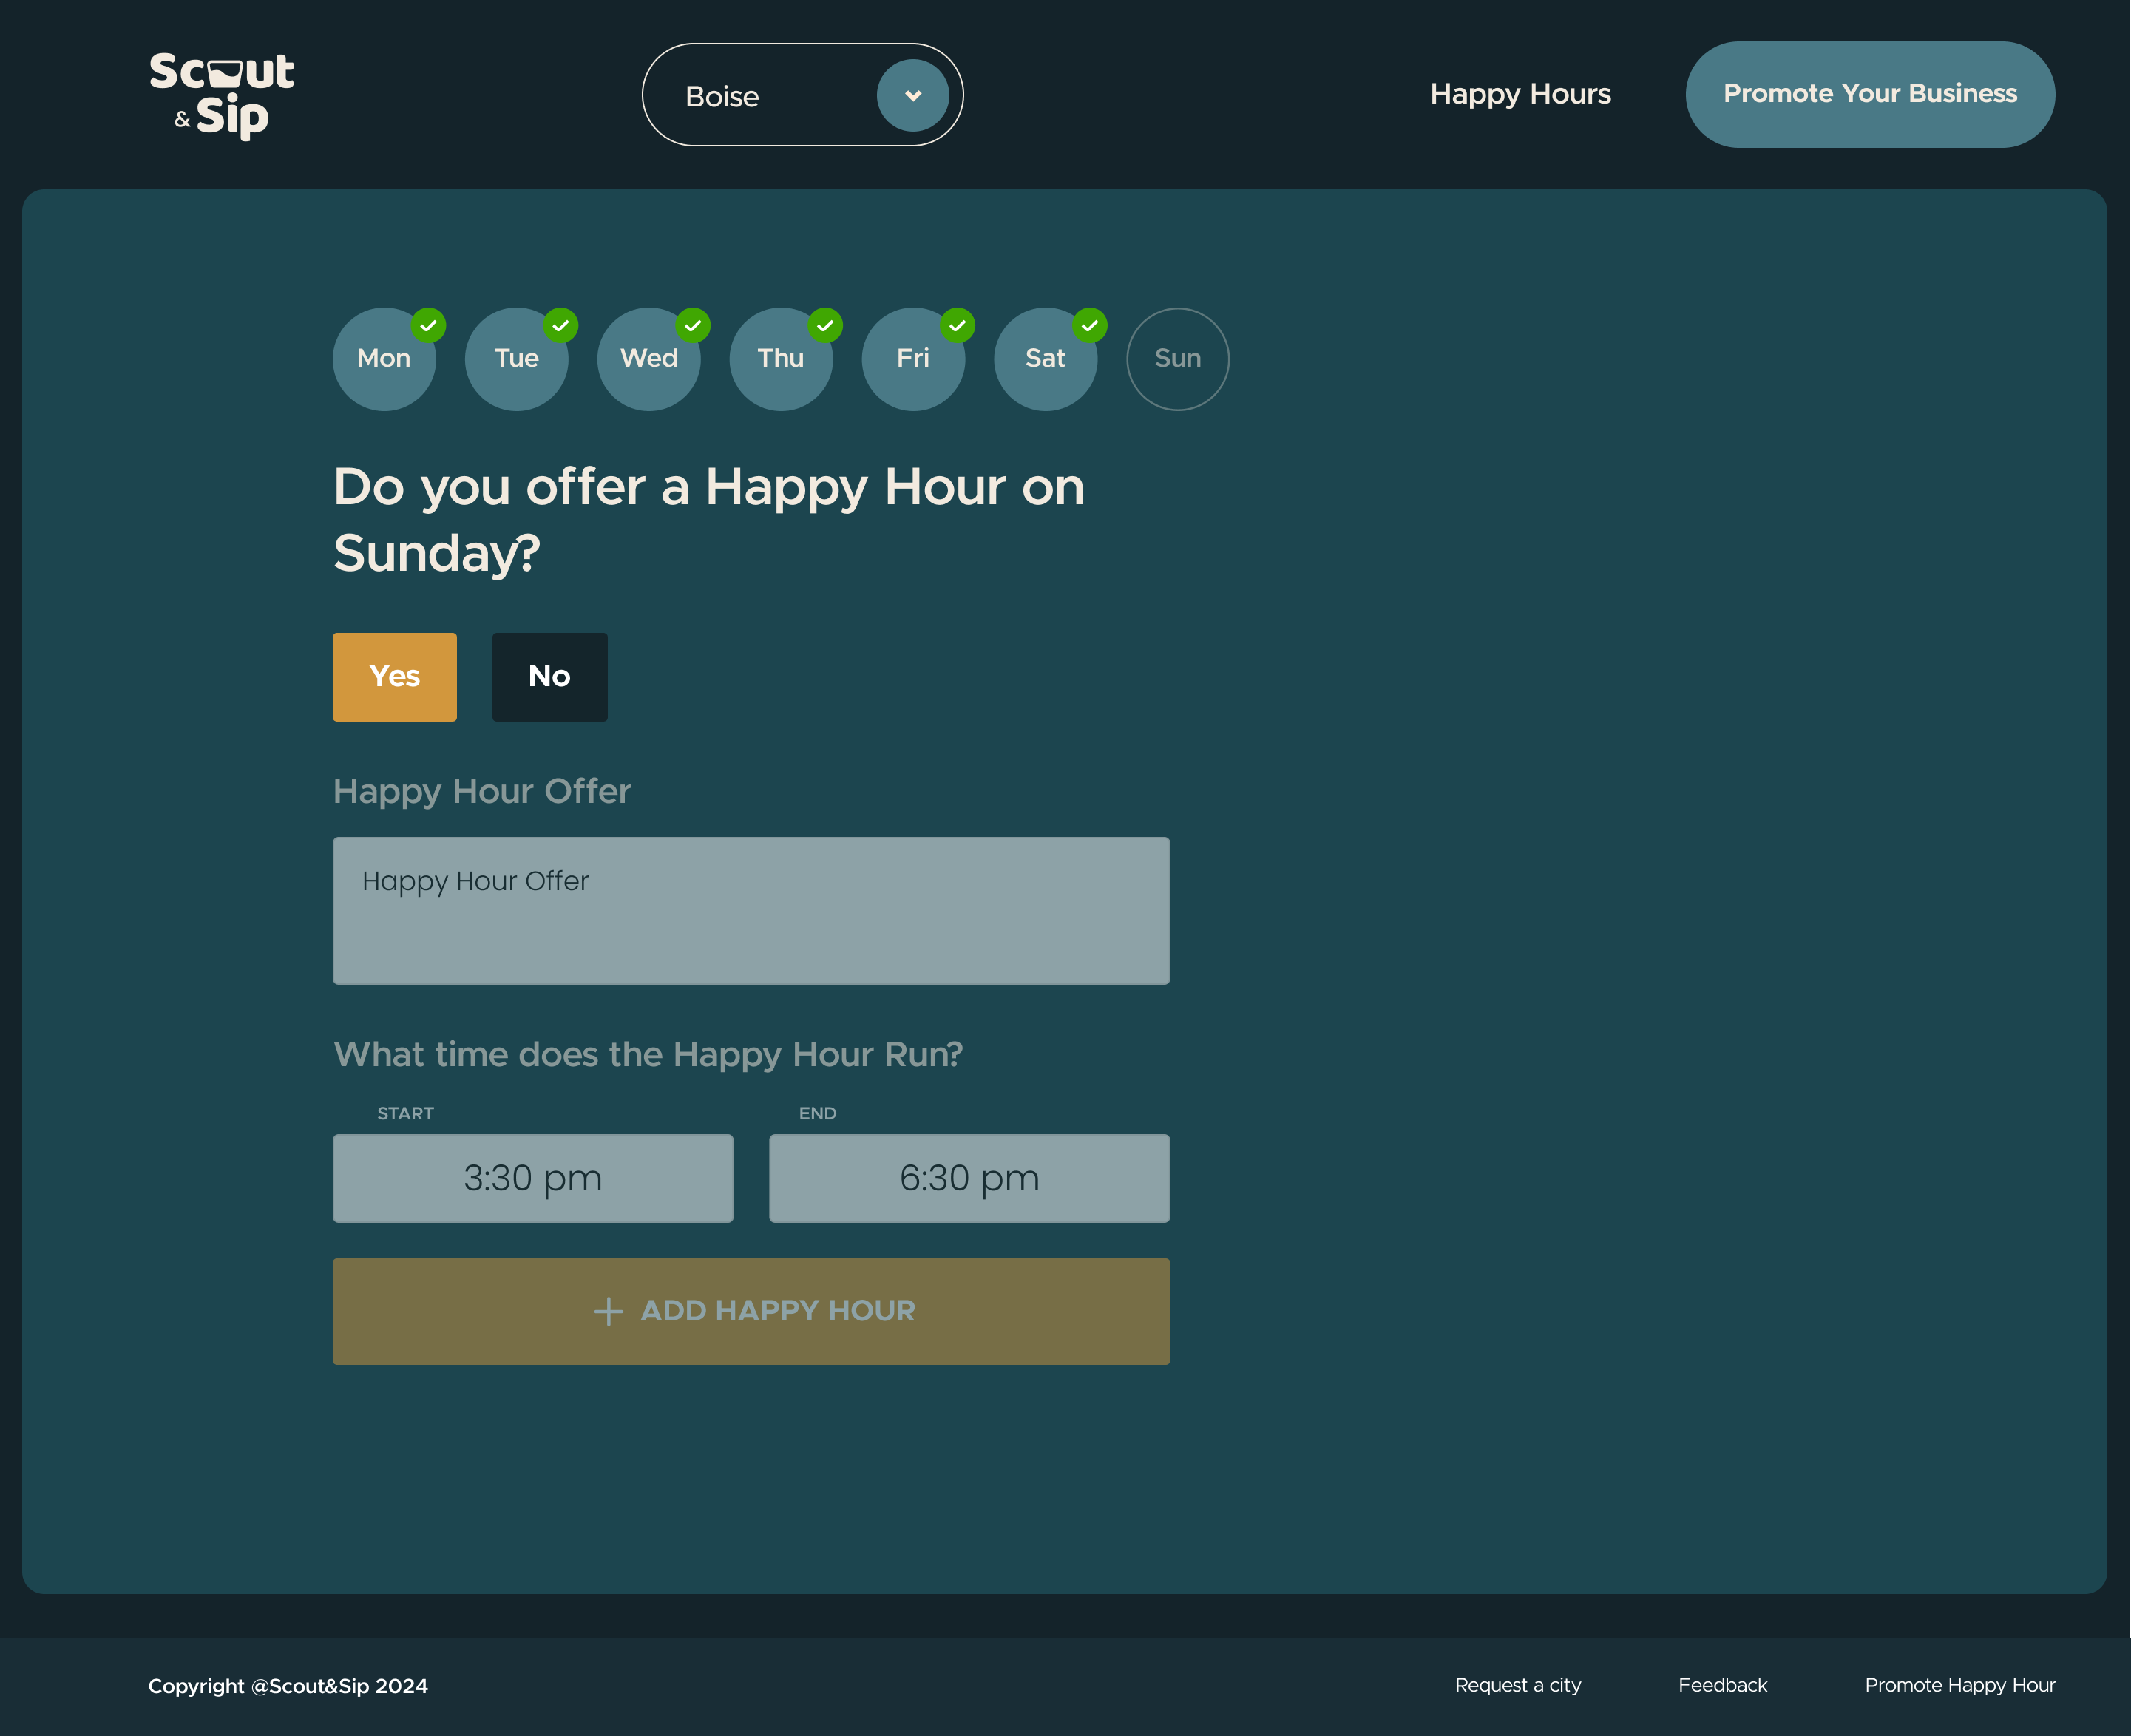 Scout
& Sip
Boise
Happy Hours
Promote Your Business
Mon
Tue
Wed
Thu
Fri
Sat
Sun
Do you offer a Happy Hour on
Sunday?
Yes
No
Happy Hour Offer
Happy Hour Offer
What time does the Happy Hour Run?
START
END
3:30 pm
6:30 pm
ADD HAPPY HOUR
Copyright @Scout&Sip 2024
Request a city
Feedback
Promote Happy Hour